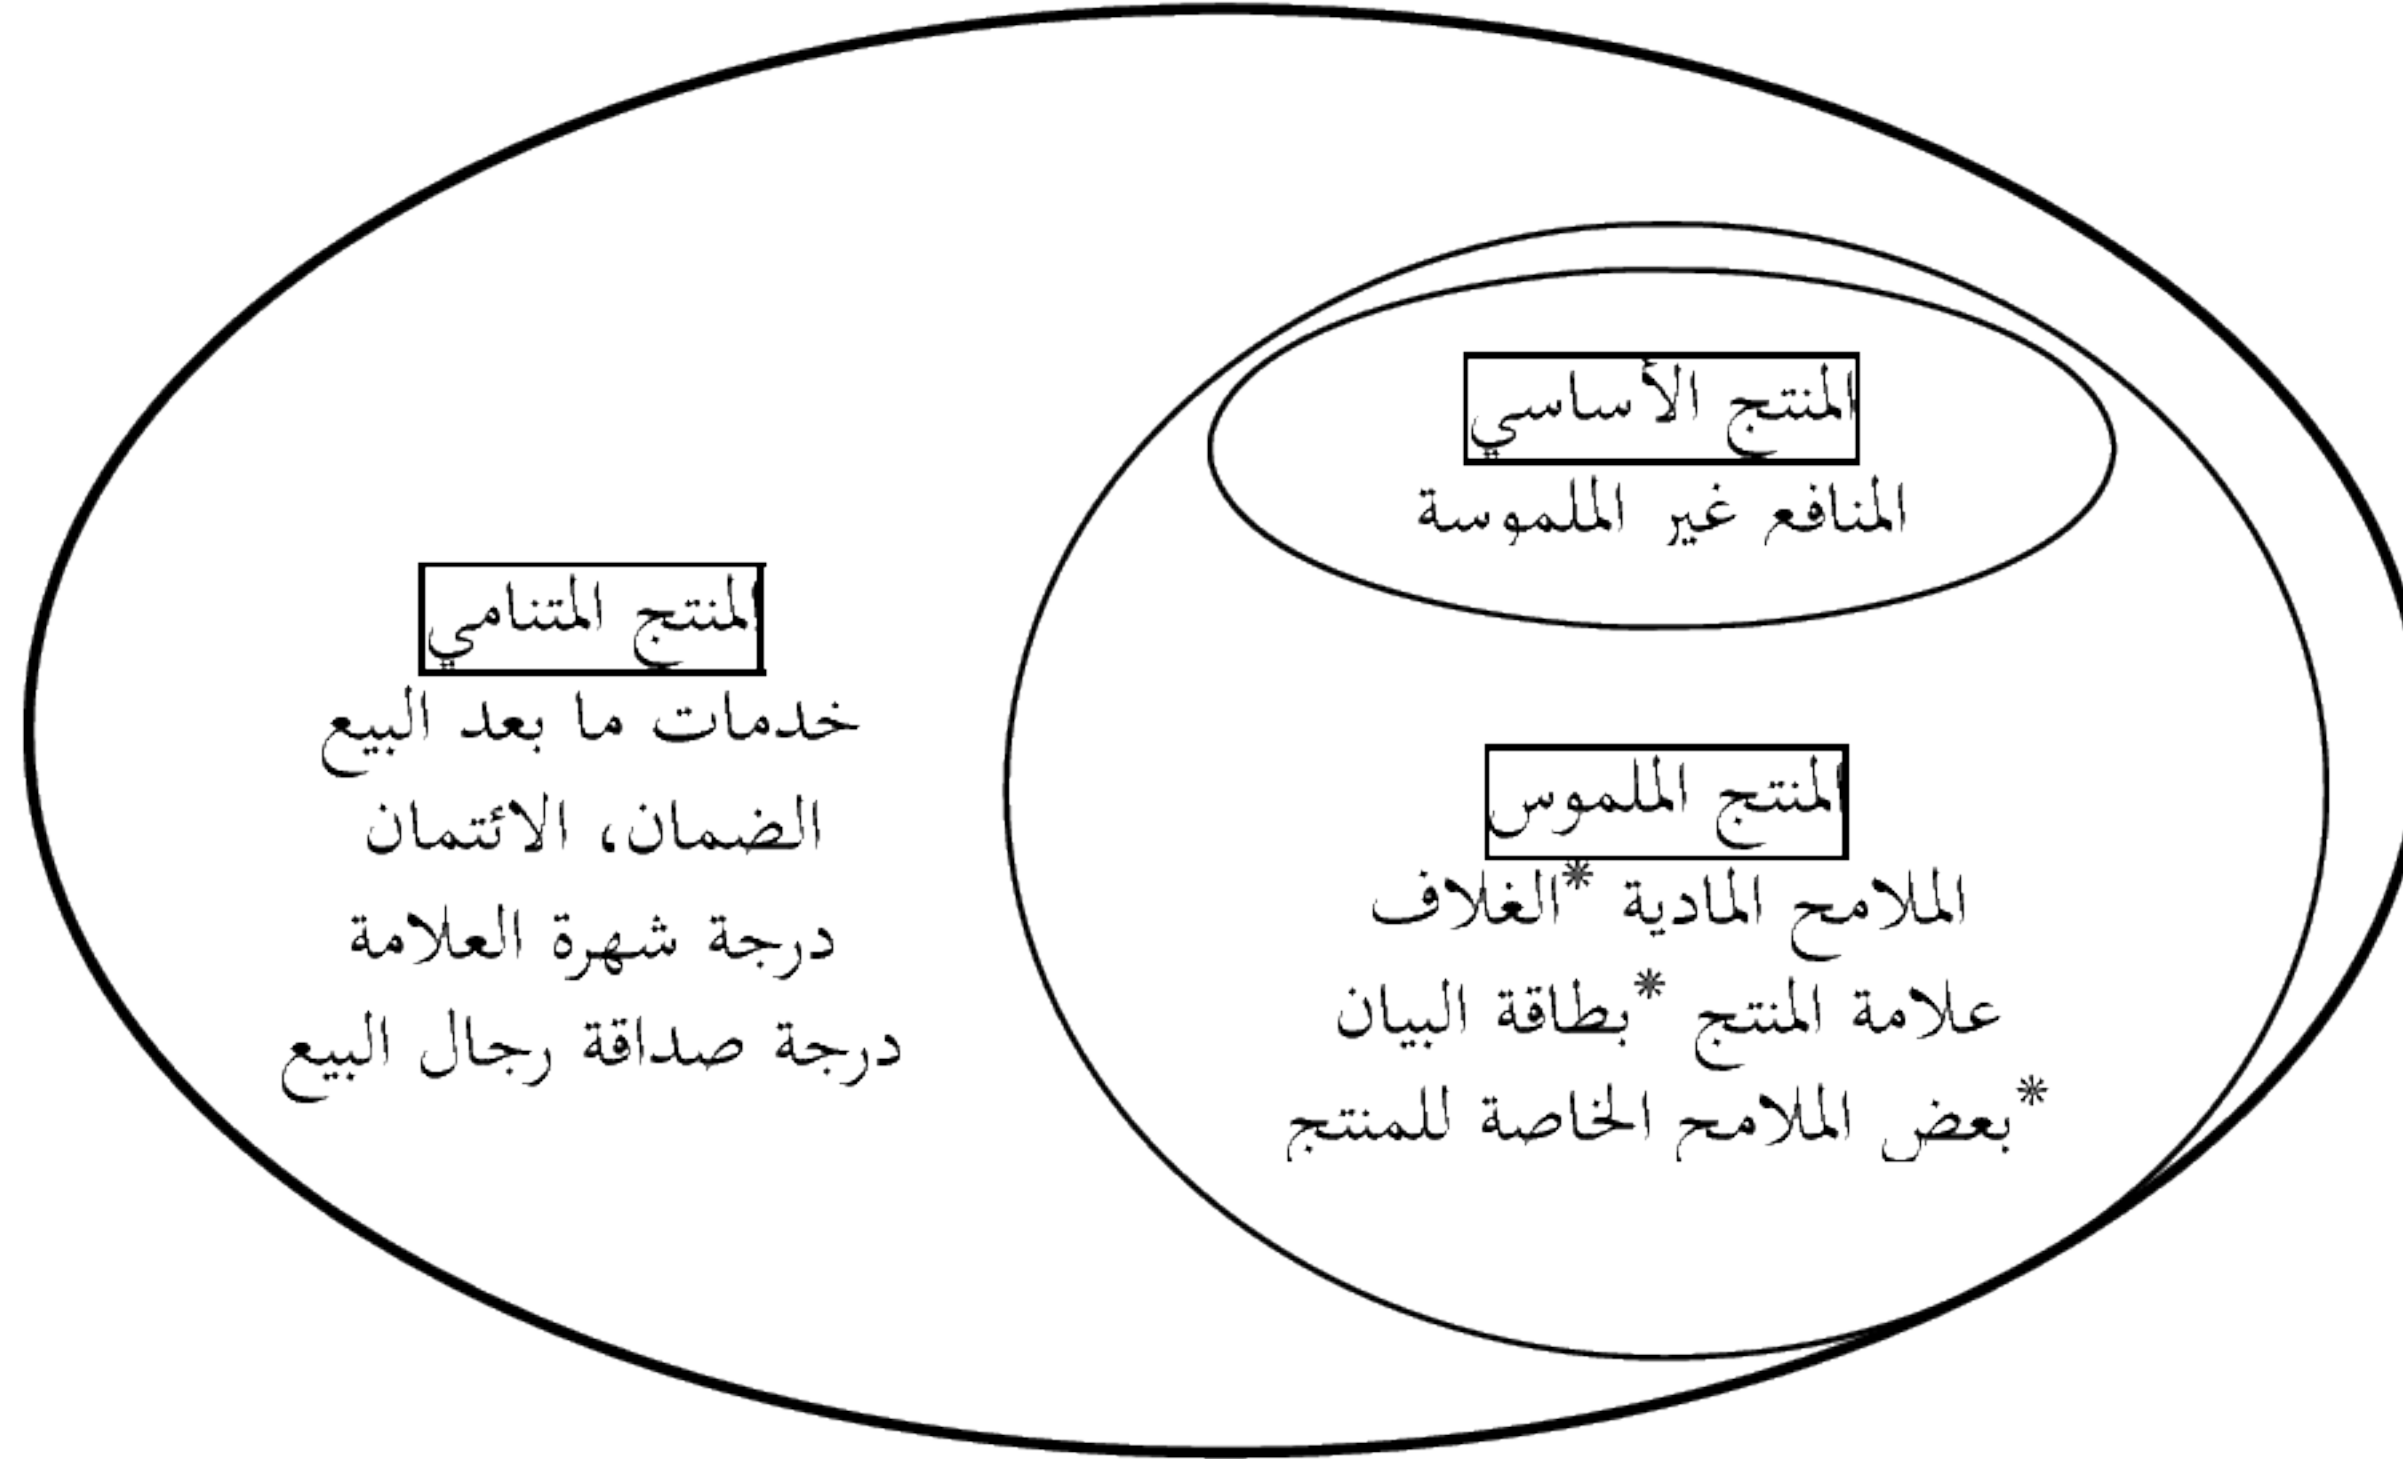 المنتج الأساسي
المنافع غير الملموسة
المنتج الملموس
الملامح المادية *الغلاف
علامة المنتج *بطاقة البيان
*بعض الملامح الخاصة للمنتج
المنتج المتنامي
خدمات ما بعد البيع
الضمان، الائتمان
درجة شهرة العلامة
درجة صداقة رجال البيع